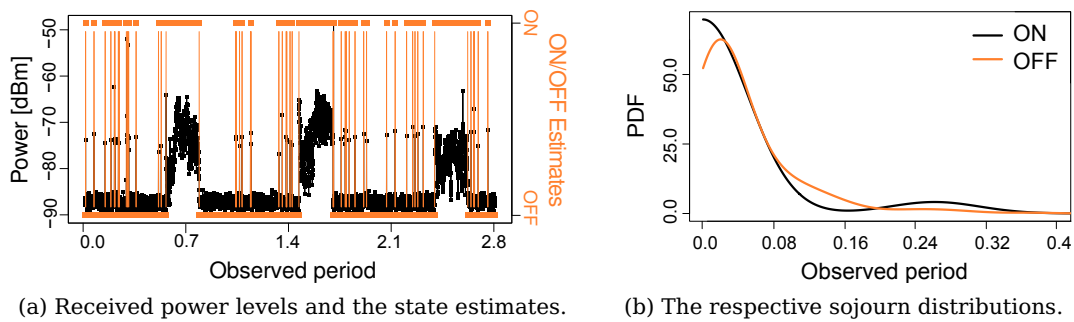 Power [dBm]
−50
−60
−70
−80
−90
0.0 0.7 1.4 2.1 2.8
Observed period
ON
OFF
ON/OFF Estimates
(a) Received power levels and the state estimates.
PDF
50.0
25.0
0.0
0.0 0.08 0.16 0.24 0.32 0.4
Observed period
ON
OFF
(b) The respective sojourn distributions.